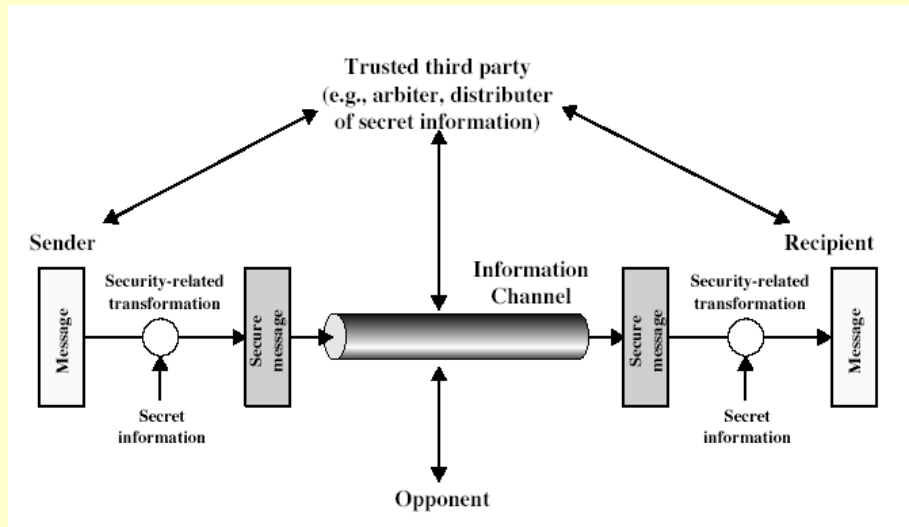 Trusted third party
(e.g., arbiter, distributer
of secret information)
Sender
Recipient
Information
Channel
Security-related
transformation
Security-related
transformation
Message
Secure
message
Secure
message
Message
Secret
information
Secret
information
Opponent